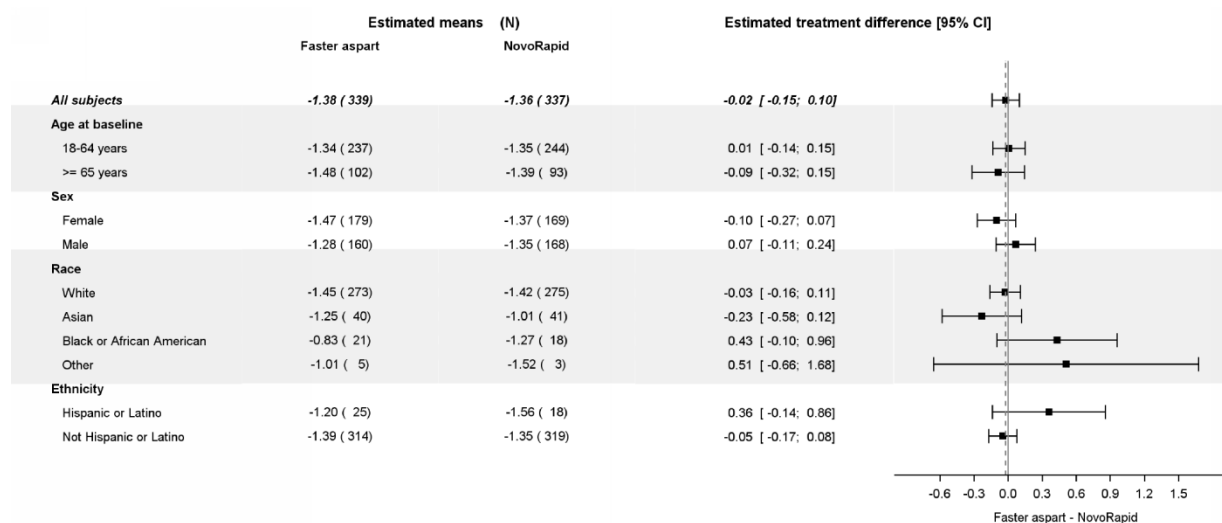 Estimated means (N) Estimated treatment difference [95% CI]
Faster aspart NovoRapid
All subjects -1.38 ( 339) -1.36 ( 337) -0.02 [ -0.15; 0.10]
Age at baseline
18-64 years -1.34 ( 237) -1.35 ( 244) 0.01 [ -0.14; 0.15]
>= 65 years -1.48 ( 102) -1.39 ( 93) -0.09 [ -0.32; 0.15]
Sex
Female -1.47 ( 179) -1.37 ( 169) -0.10 [ -0.27; 0.07]
Male -1.28 ( 160) -1.35 ( 168) 0.07 [ -0.11; 0.24]
Race
White -1.45 ( 273) -1.42 ( 275) -0.03 [ -0.16; 0.11]
Asian -1.25 ( 40) -1.01 ( 41) -0.23 [ -0.58; 0.12]
Black or African American -0.83 ( 21) -1.27 ( 18) 0.43 [ -0.10; 0.96]
Other -1.01 ( 5) -1.52 ( 3) 0.51 [ -0.66; 1.68]
Ethnicity
Hispanic or Latino -1.20 ( 25) -1.56 ( 18) 0.36 [ -0.14; 0.86]
Not Hispanic or Latino -1.39 ( 314) -1.35 ( 319) -0.05 [ -0.17; 0.08]
-0.6 -0.3 0.0 0.3 0.6 0.9 1.2 1.5
Faster aspart - NovoRapid